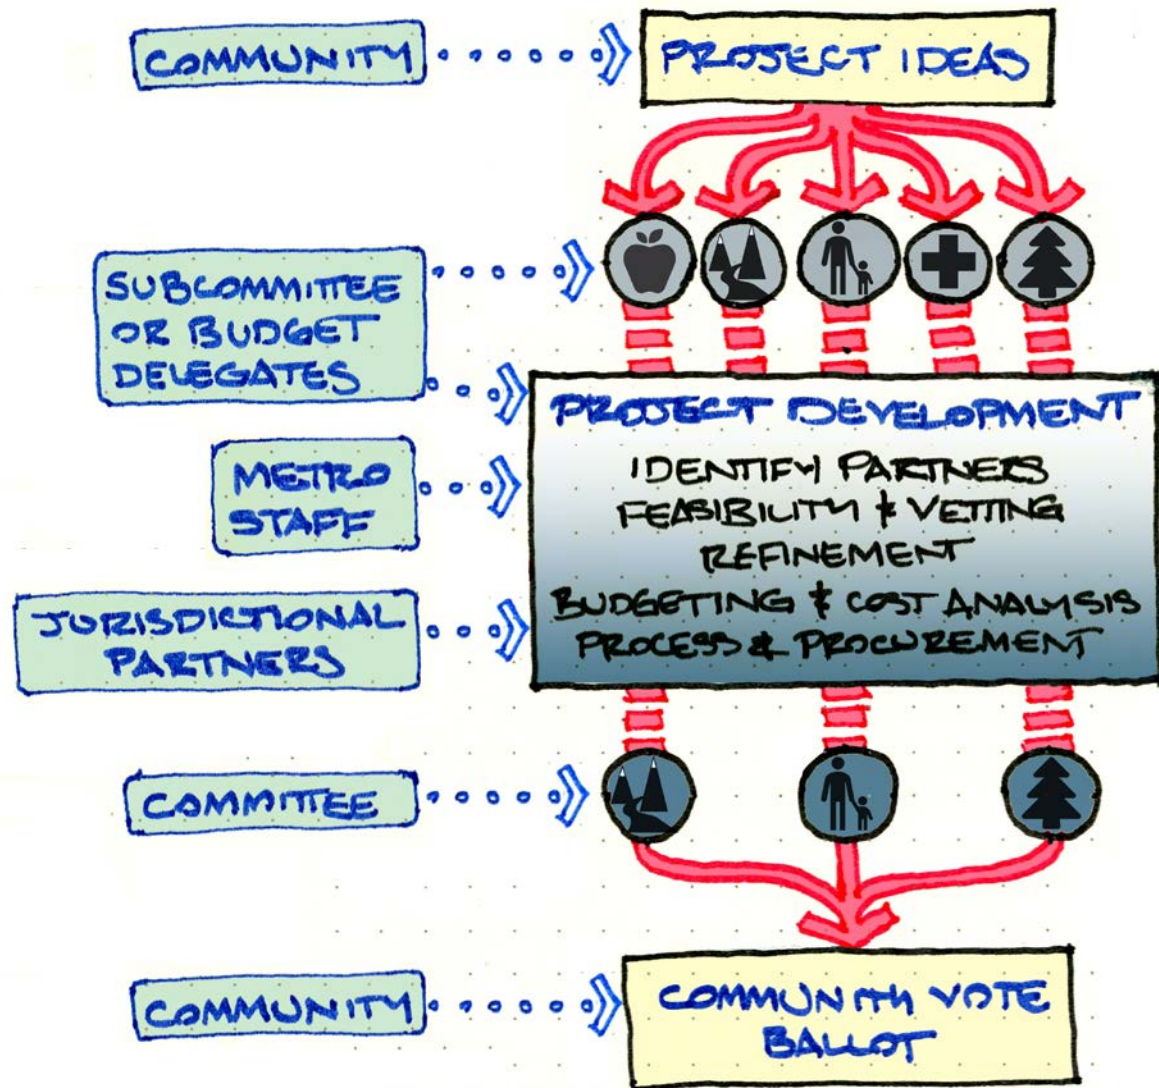 COMMUNITY
PROJECT IDEAS
SUBCOMMITTEE
OR BUDGET
DELEGATES
PROJECT DEVELOPMENT
IDENTIFY PARTNERS
FEASIBILITY & VETTING
REFINEMENT
BUDGETING & COST ANALYSIS
PROCESS & PROCUREMENT
METRO
STAFF
JURISDICTIONAL
PARTNERS
COMMITTEE
COMMUNITY
COMMUNITY VOTE
BALLOT